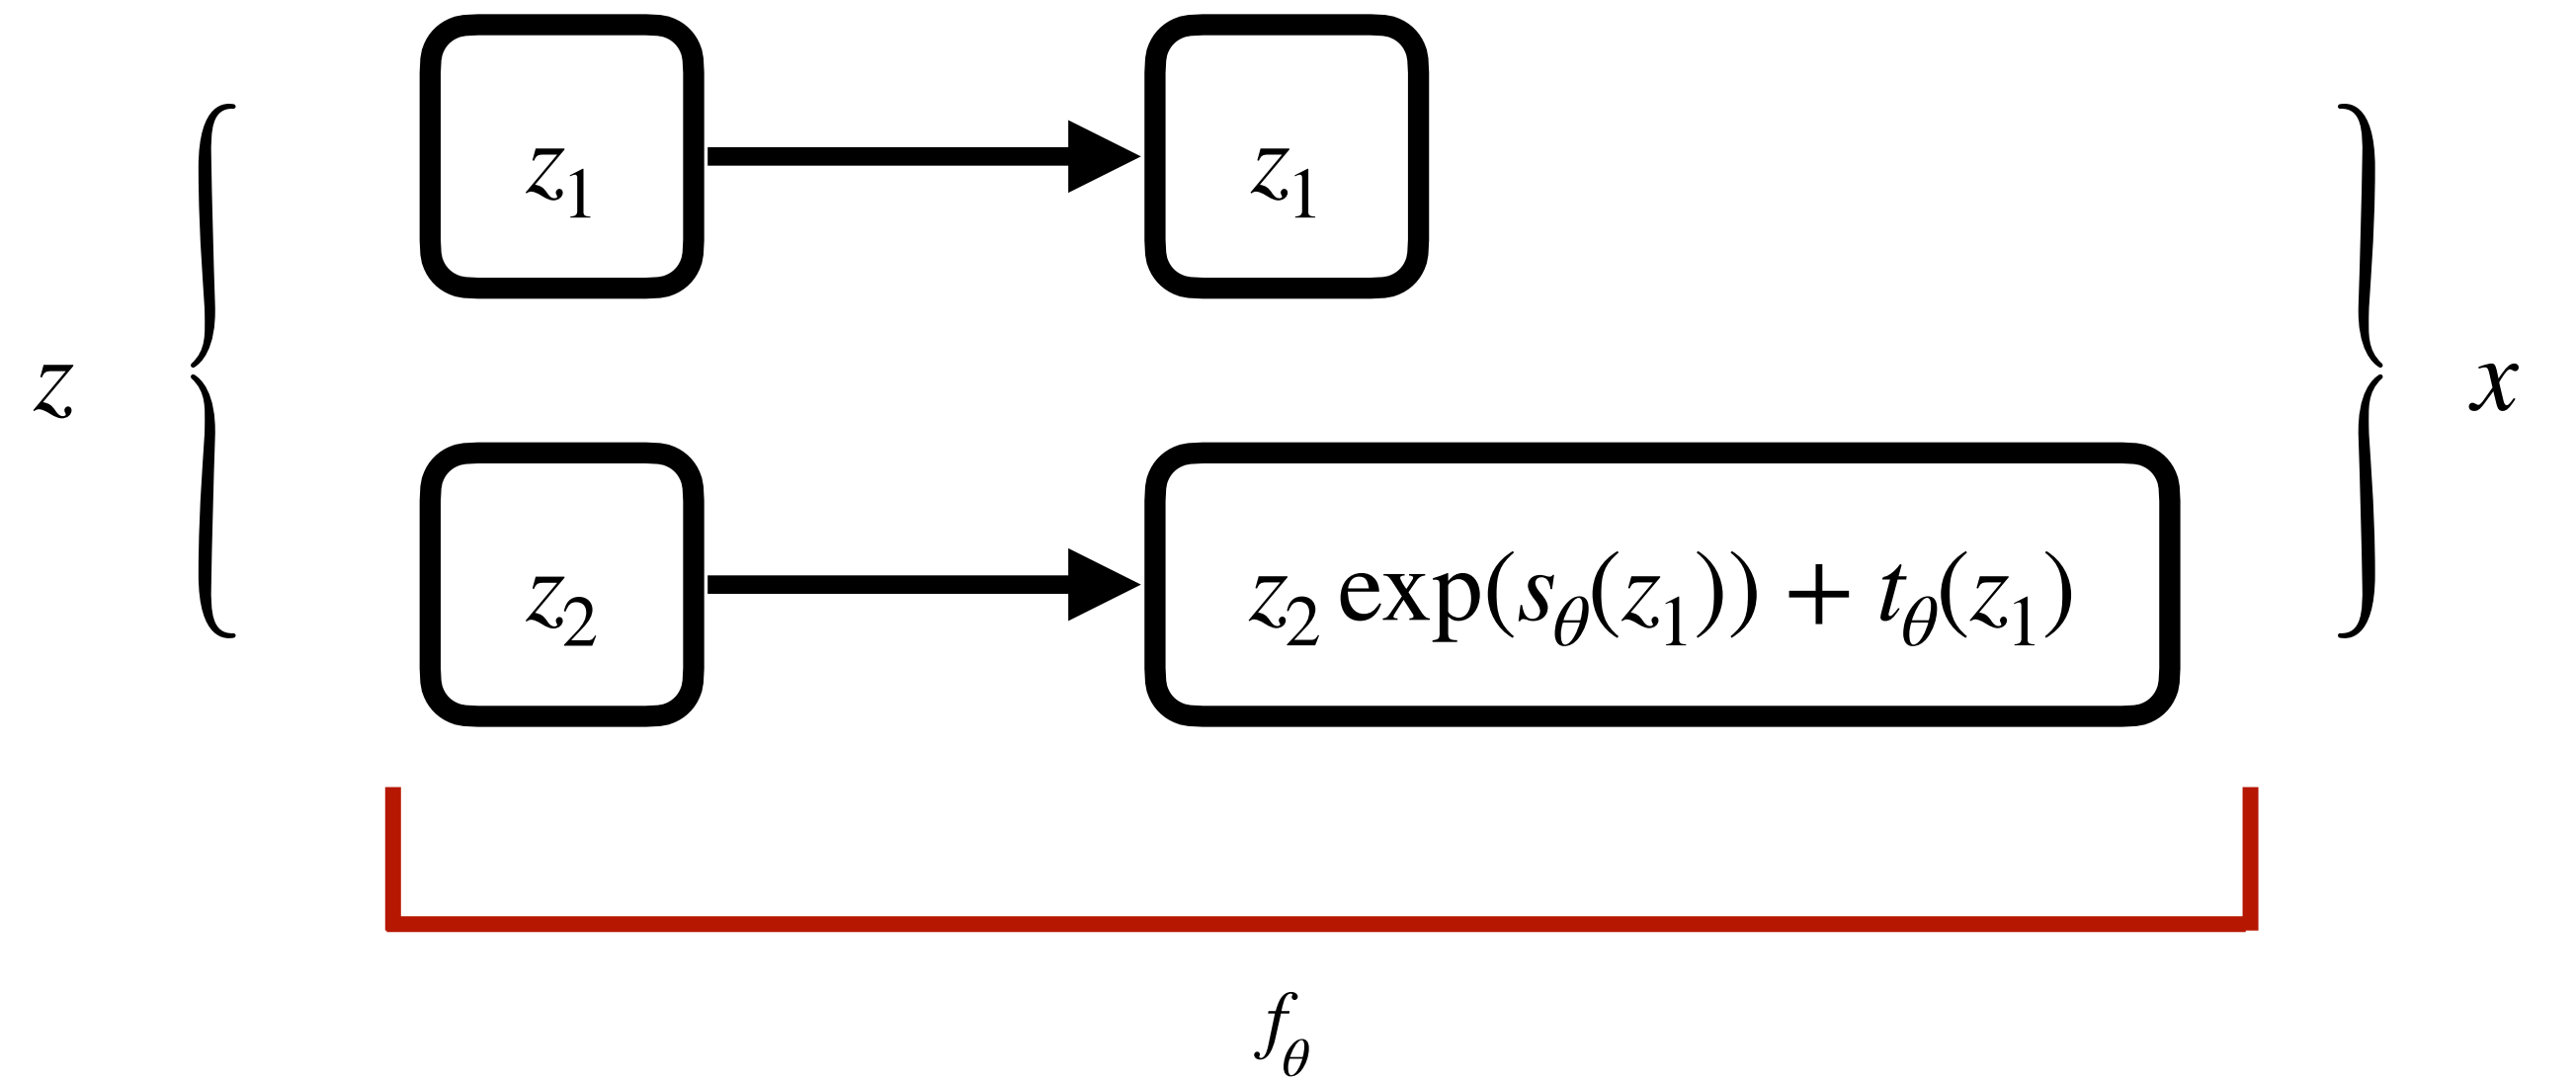 z₁ z₁
z x
z₂ z₂ exp(s_θ(z₁)) + t_θ(z₁)
f_θ